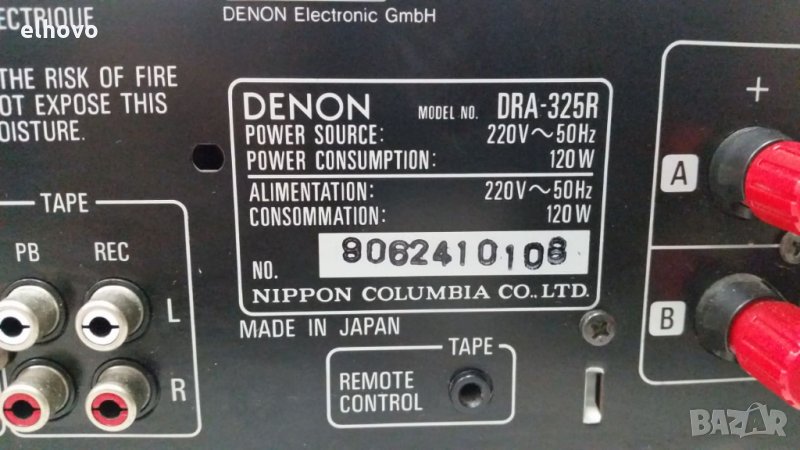 elhovo
ECTRIQUE
DENON Electronic GmbH
THE RISK OF FIRE
OT EXPOSE THIS
OISTURE.
DENON MODEL NO. DRA-325R
POWER SOURCE: 220V～50Hz
POWER CONSUMPTION: 120W
ALIMENTATION: 220V～50Hz
CONSOMMATION: 120W
NO. 8062410108
NIPPON COLUMBIA CO., LTD.
MADE IN JAPAN
TAPE
PB REC
L
R
TAPE
REMOTE
CONTROL
+
A
B
BAZAR